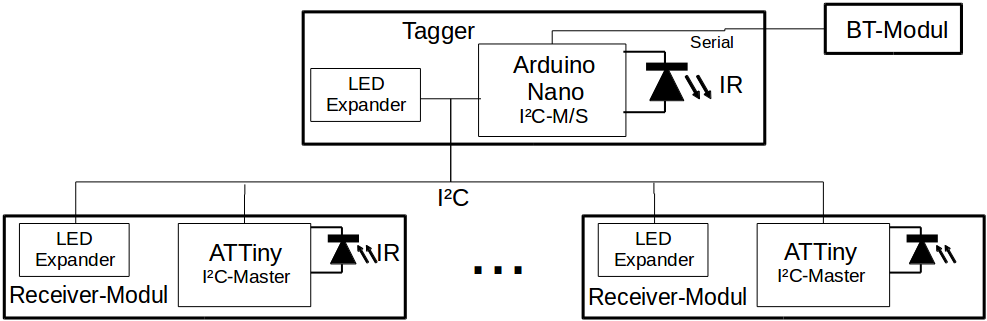 Tagger
BT-Modul
Serial
Arduino
Nano
I²C-M/S
IR
LED
Expander
I²C
LED
Expander
ATTiny
I²C-Master
IR
Receiver-Modul
...
LED
Expander
ATTiny
I²C-Master
Receiver-Modul